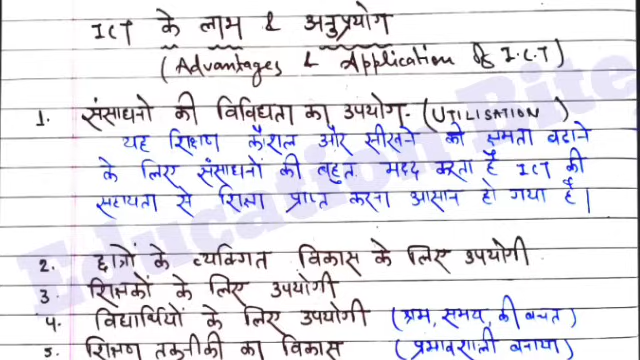 ICT के लाभ & अनुप्रयोग
(Advantages & Application of I.C.T)
1. संसाधनो की विविधता का उपयोग - (UTILISATION)
यह शिक्षण कौशल और सीखने की क्षमता बढाने
के लिए संसाधनों की बहुत मदद करता है ICT की
सहायता से शिक्षा प्राप्त करना आसान हो गया है।
2. छात्रों के व्यक्तिगत विकास के लिए उपयोगी
3. शिक्षकों के लिए उपयोगी
4. विद्यार्थियों के लिए उपयोगी (श्रम, समय, की बचत)
5. शिक्षण तकनीकी का विकास (प्रभावशाली बनाया)
Education Bite